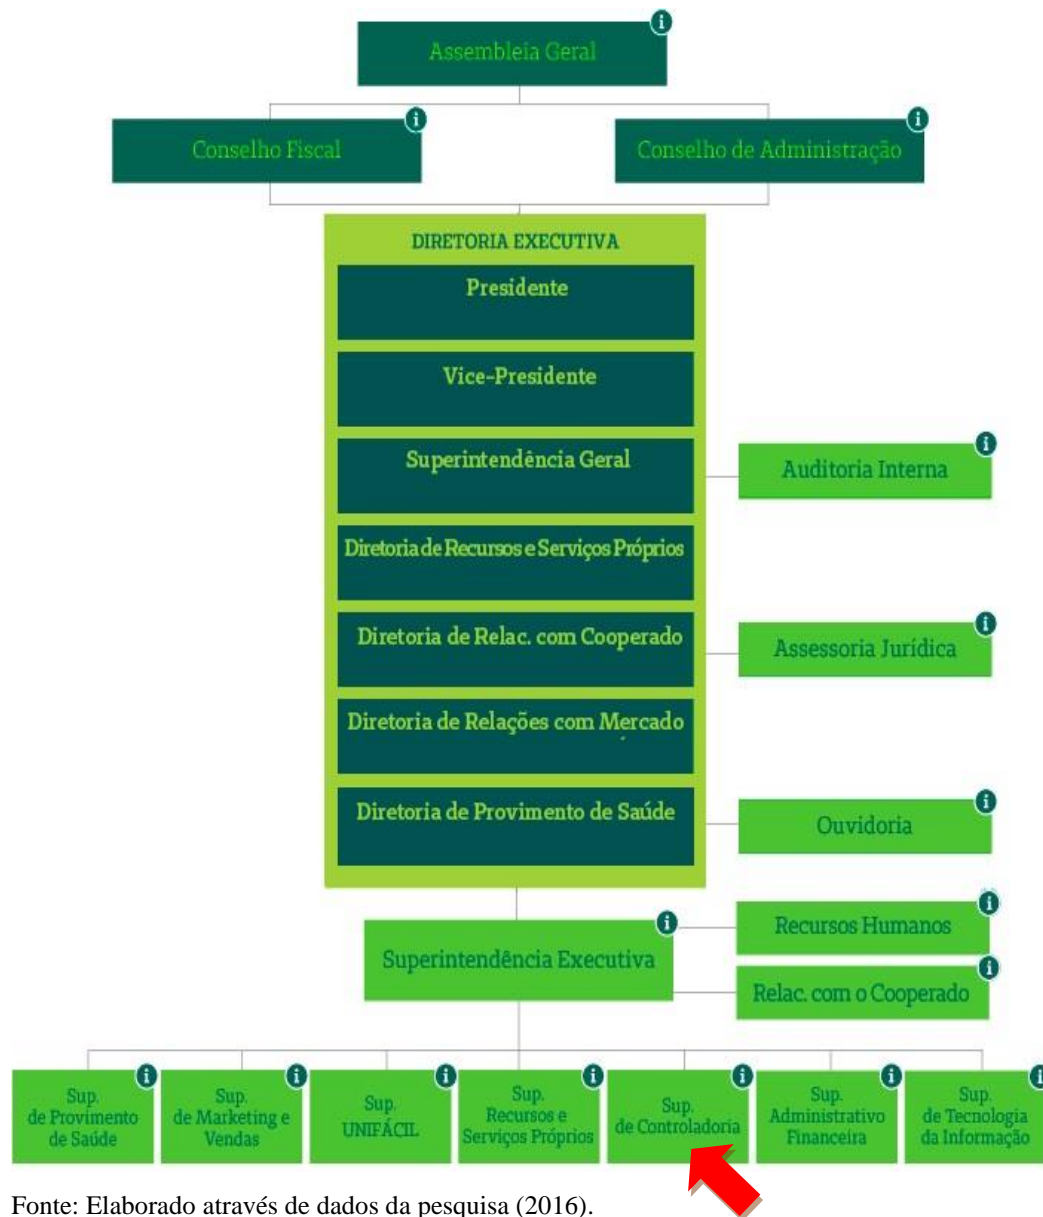 Assembleia Geral
Conselho Fiscal
Conselho de Administração
DIRETORIA EXECUTIVA
Presidente
Vice-Presidente
Superintendência Geral
Auditoria Interna
Diretoria de Recursos e Serviços Próprios
Diretoria de Relac. com Cooperado
Assessoria Jurídica
Diretoria de Relações com Mercado
Diretoria de Provimento de Saúde
Ouvidoria
Superintendência Executiva
Recursos Humanos
Relac. com o Cooperado
Sup.
de Provimento
de Saúde
Sup.
de Marketing e
Vendas
Sup.
UNIFÁCIL
Sup.
Recursos e
Serviços Próprios
Sup.
de Controladoria
Sup.
Administrativo
Financeira
Sup.
de Tecnologia
da Informação
Fonte: Elaborado através de dados da pesquisa (2016).